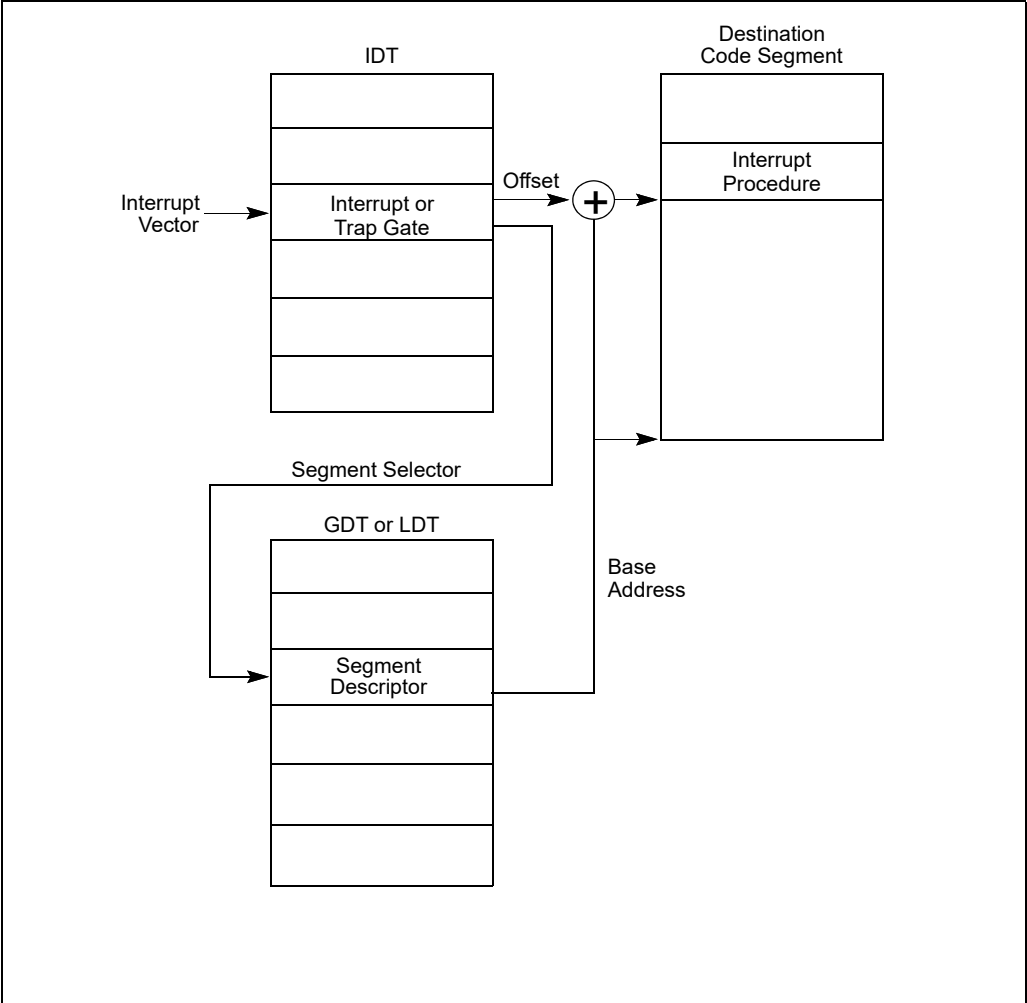 IDT
Destination
Code Segment
Interrupt
Vector
Interrupt or
Trap Gate
Offset
+
Interrupt
Procedure
Segment Selector
GDT or LDT
Segment
Descriptor
Base
Address